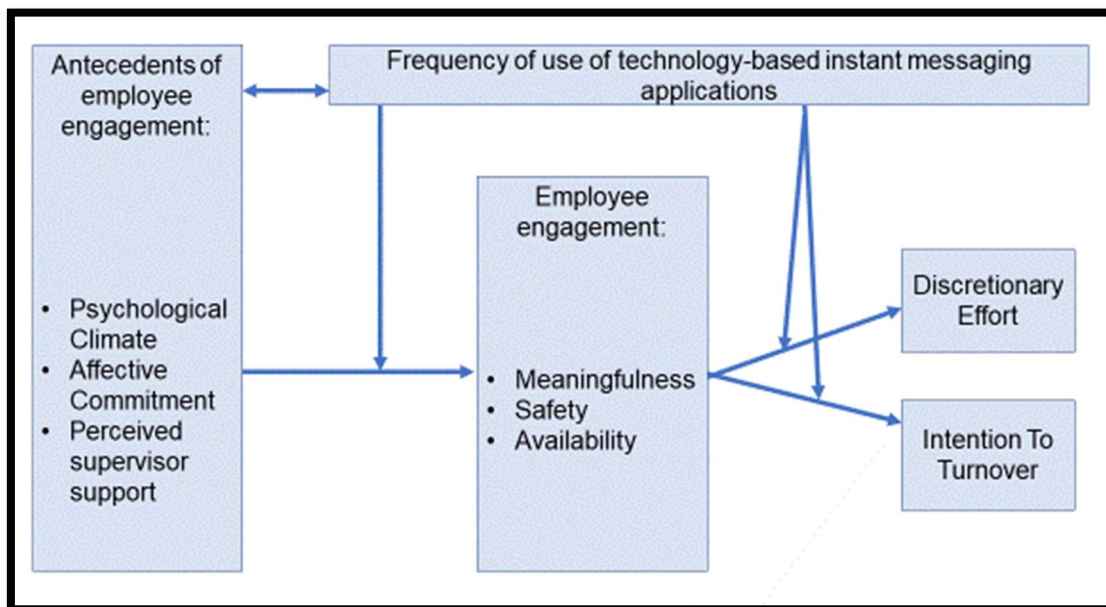 Antecedents of
employee
engagement:
• Psychological
Climate
• Affective
Commitment
• Perceived
supervisor
support
Frequency of use of technology-based instant messaging
applications
Employee
engagement:
• Meaningfulness
• Safety
• Availability
Discretionary
Effort
Intention To
Turnover